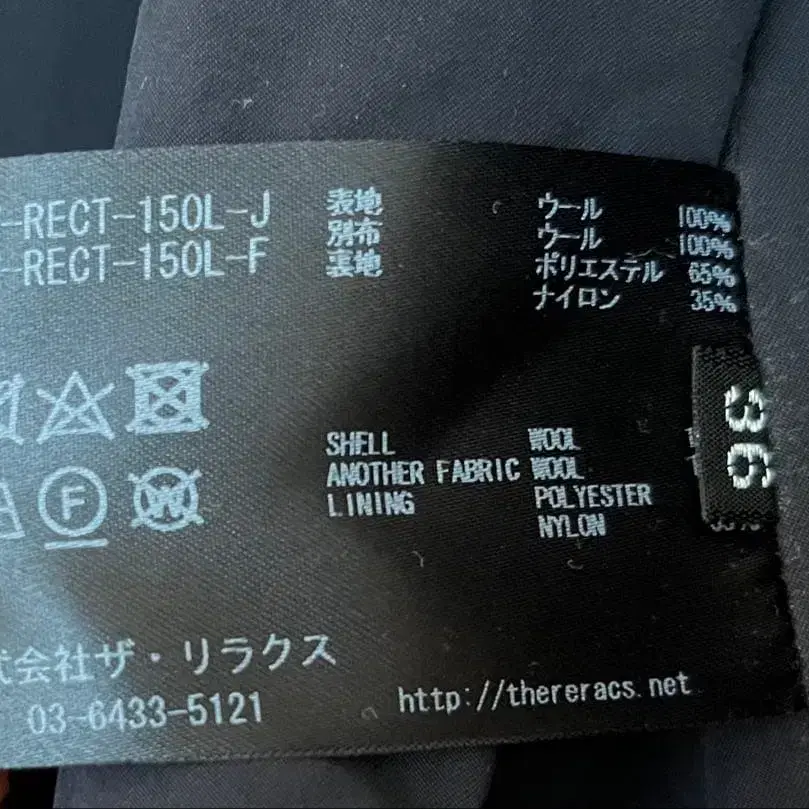 -RECT-150L-J
-RECT-150L-F
表地 ウール 100%
別布 ウール 100%
裏地 ポリエステル 65%
ナイロン 35%
F
W
SHELL WOOL
ANOTHER FABRIC WOOL
LINING POLYESTER
NYLON
36
式会社ザ・リラクス
03-6433-5121
http://thereracs.net